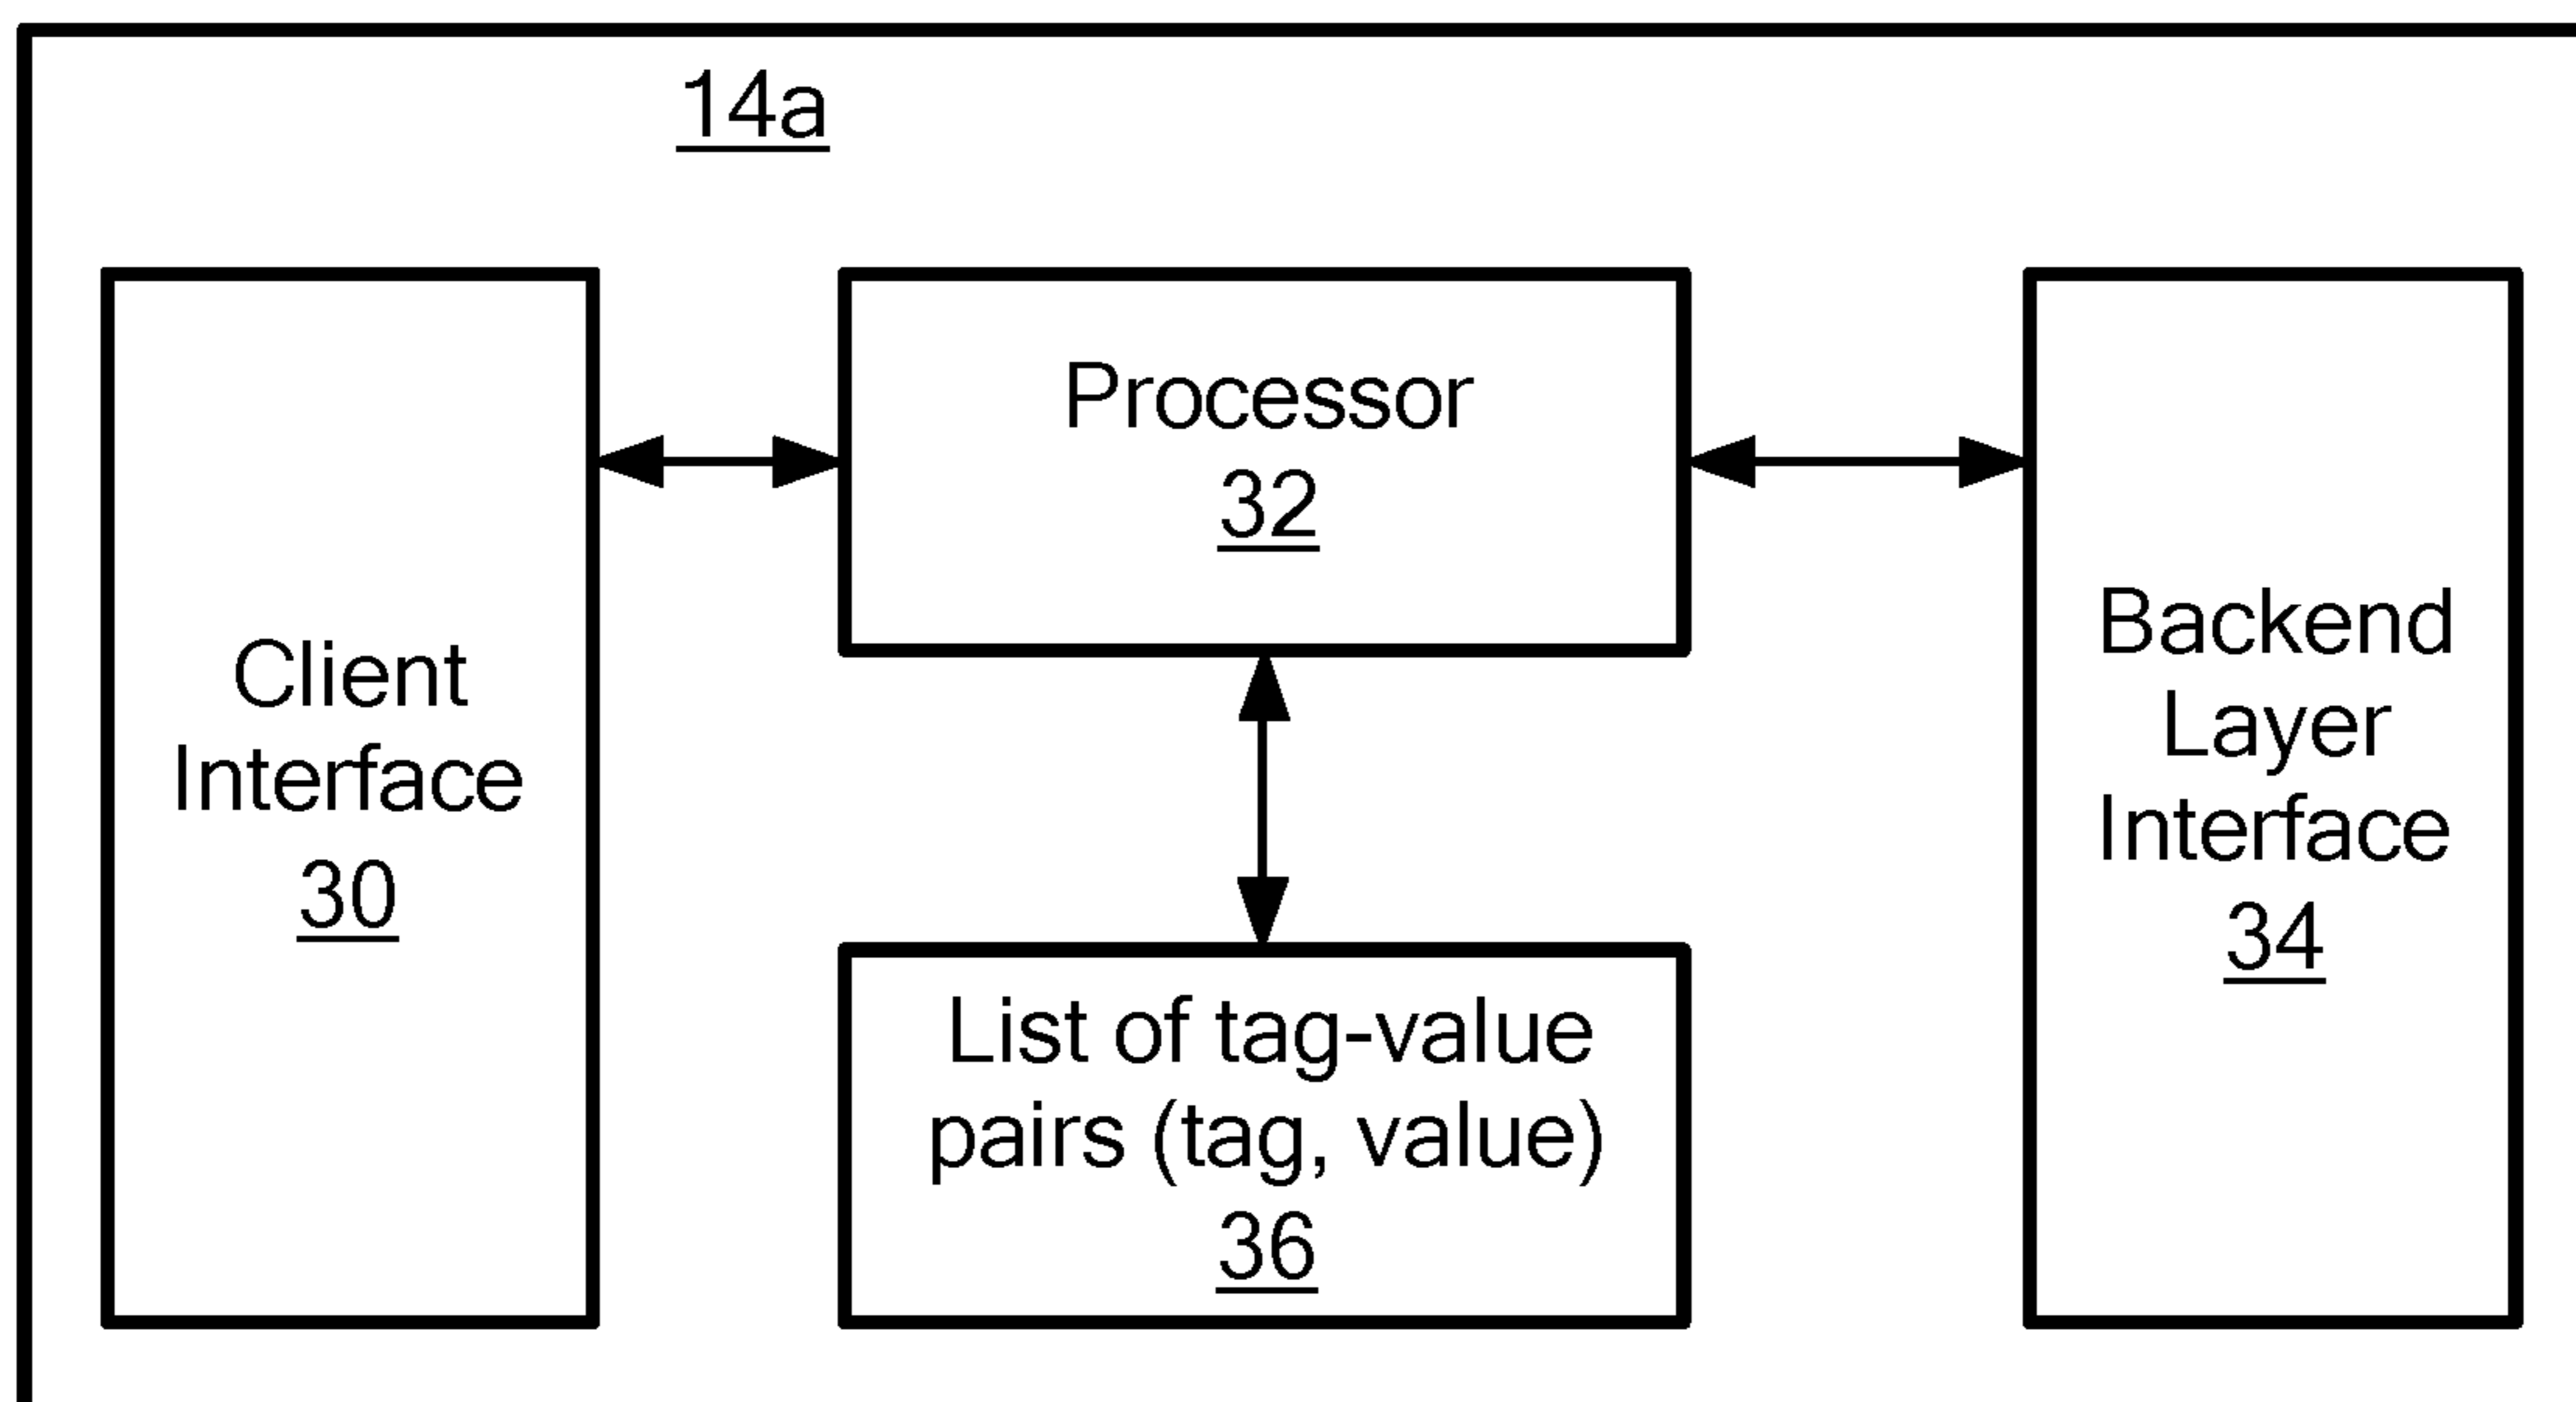 14a
Client
Interface
30
Processor
32
List of tag-value
pairs (tag, value)
36
Backend
Layer
Interface
34